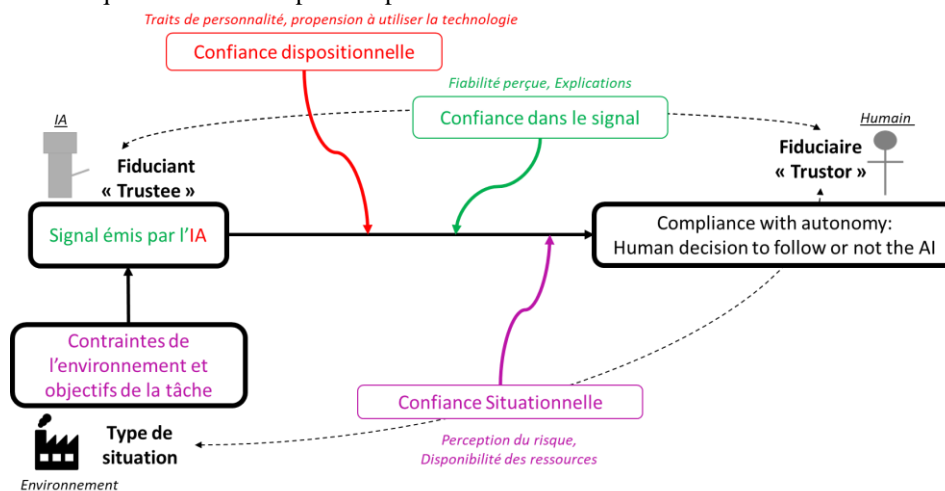 Traits de personnalité, propension à utiliser la technologie
Confiance dispositionnelle
Fiabilité perçue, Explications
Confiance dans le signal
IA
Humain
Fiduciant
« Trustee »
Fiduciaire
« Trustor »
Signal émis par l'IA
Compliance with autonomy:
Human decision to follow or not the AI
Contraintes de
l'environnement et
objectifs de la tâche
Confiance Situationnelle
Type de
situation
Perception du risque,
Disponibilité des ressources
Environnement